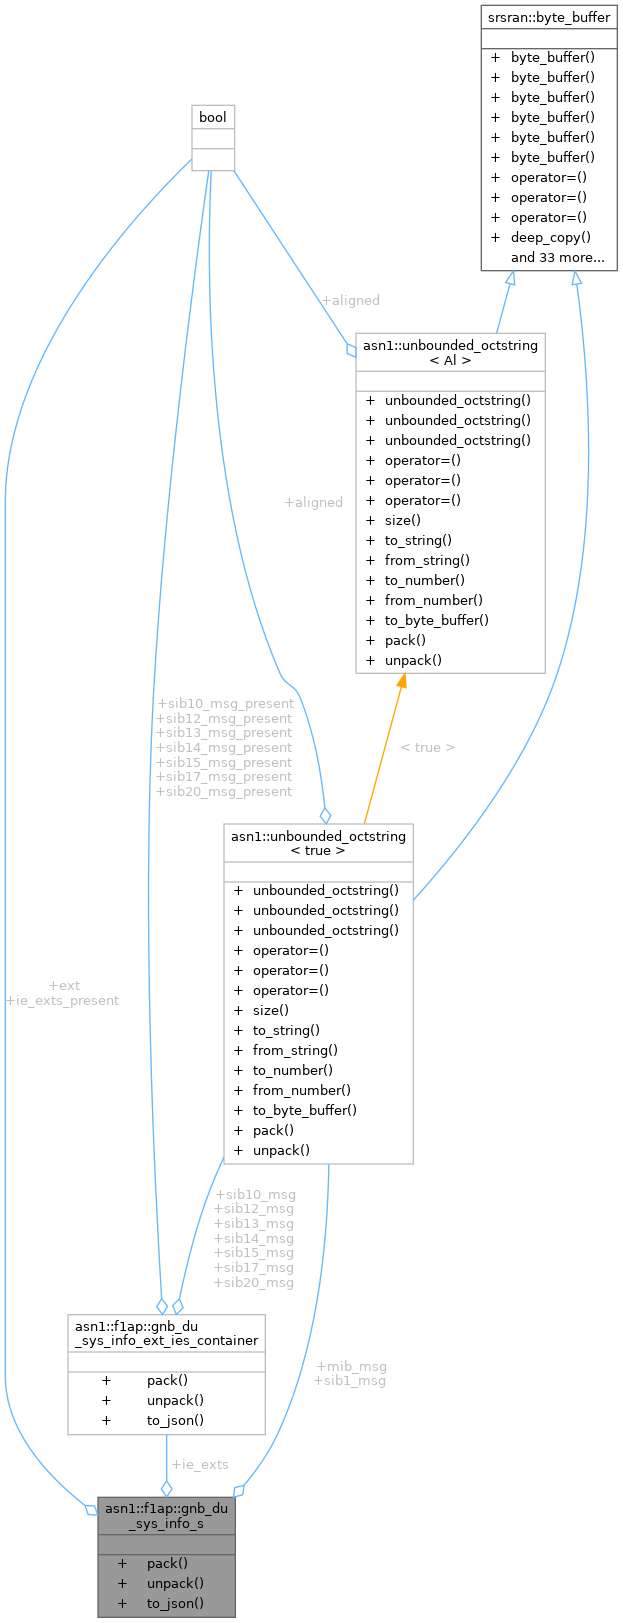 srsran::byte_buffer
+ byte_buffer()
+ byte_buffer()
+ byte_buffer()
+ byte_buffer()
+ byte_buffer()
+ byte_buffer()
+ operator=()
+ operator=()
+ operator=()
+ deep_copy()
and 33 more...
bool
+aligned
asn1::unbounded_octstring
< Al >
+ unbounded_octstring()
+ unbounded_octstring()
+ unbounded_octstring()
+ operator=()
+ operator=()
+ operator=()
+ size()
+ to_string()
+ from_string()
+ to_number()
+ from_number()
+ to_byte_buffer()
+ pack()
+ unpack()
+aligned
+sib10_msg_present
+sib12_msg_present
+sib13_msg_present
+sib14_msg_present
+sib15_msg_present
+sib17_msg_present
+sib20_msg_present
< true >
asn1::unbounded_octstring
< true >
+ unbounded_octstring()
+ unbounded_octstring()
+ unbounded_octstring()
+ operator=()
+ operator=()
+ operator=()
+ size()
+ to_string()
+ from_string()
+ to_number()
+ from_number()
+ to_byte_buffer()
+ pack()
+ unpack()
+ext
+ie_exts_present
+sib10_msg
+sib12_msg
+sib13_msg
+sib14_msg
+sib15_msg
+sib17_msg
+sib20_msg
asn1::f1ap::gnb_du
_sys_info_ext_ies_container
+ pack()
+ unpack()
+ to_json()
+mib_msg
+sib1_msg
+ie_exts
asn1::f1ap::gnb_du
_sys_info_s
+ pack()
+ unpack()
+ to_json()